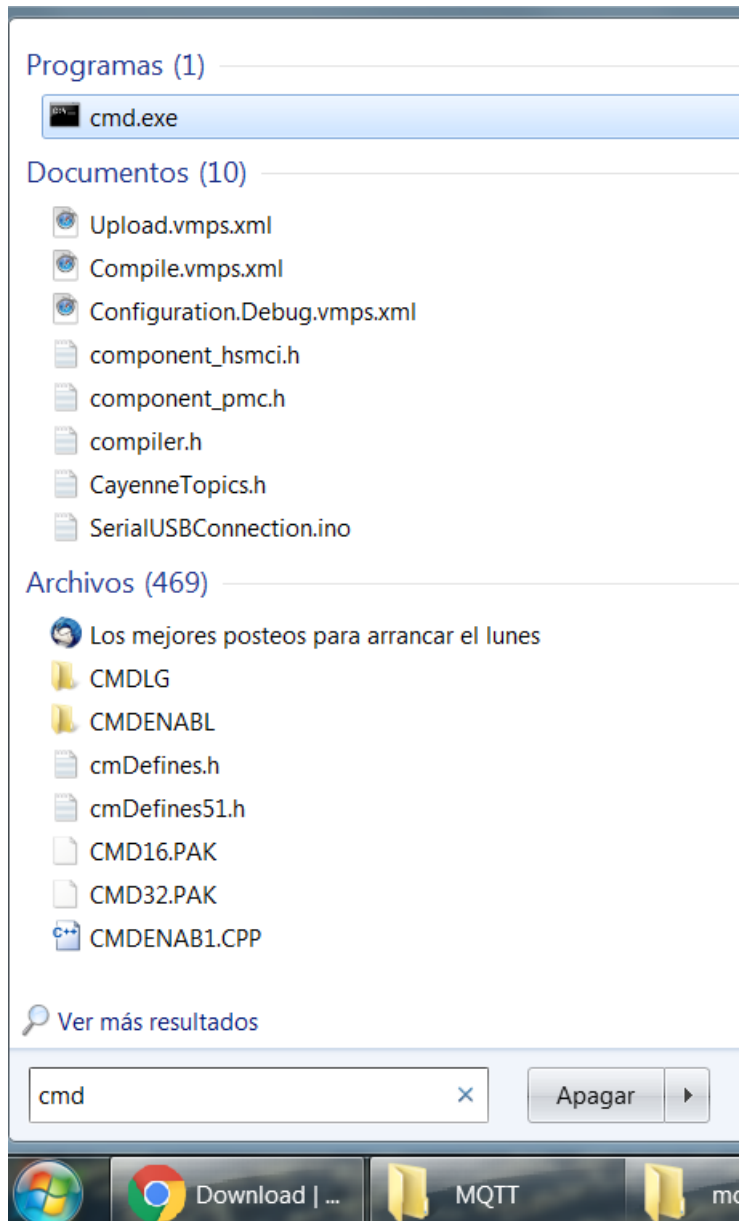 Programas (1)
cmd.exe
Documentos (10)
Upload.vmps.xml
Compile.vmps.xml
Configuration.Debug.vmps.xml
component_hsmci.h
component_pmc.h
compiler.h
CayenneTopics.h
SerialUSBConnection.ino
Archivos (469)
Los mejores posteos para arrancar el lunes
CMDLG
CMDENABL
cmDefines.h
cmDefines51.h
CMD16.PAK
CMD32.PAK
CMDENAB1.CPP
Ver más resultados
cmd
Apagar
Download | ...
MQTT